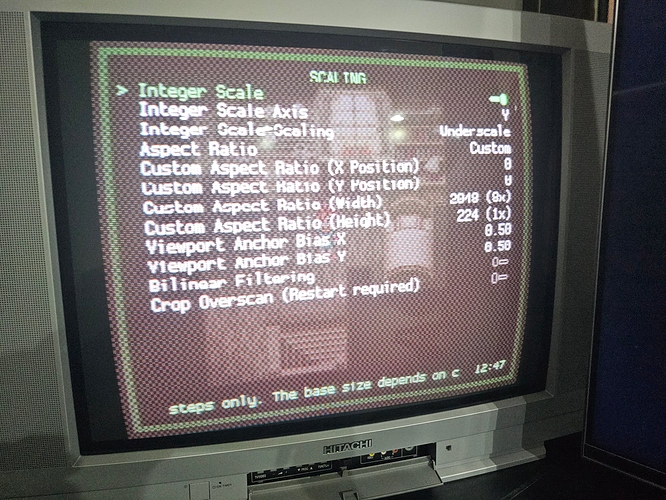 SCALING
> Integer Scale
Integer Scale Axis Y
Integer Scale Scaling Underscale
Aspect Ratio Custom
Custom Aspect Ratio (X Position) 0
Custom Aspect Ratio (Y Position) 0
Custom Aspect Ratio (Width) 2048 (8x)
Custom Aspect Ratio (Height) 224 (1x)
Viewport Anchor Bias X 0.50
Viewport Anchor Bias Y 0.50
Bilinear Filtering
Crop Overscan (Restart required)
steps only. The base size depends on c 12:47
HITACHI